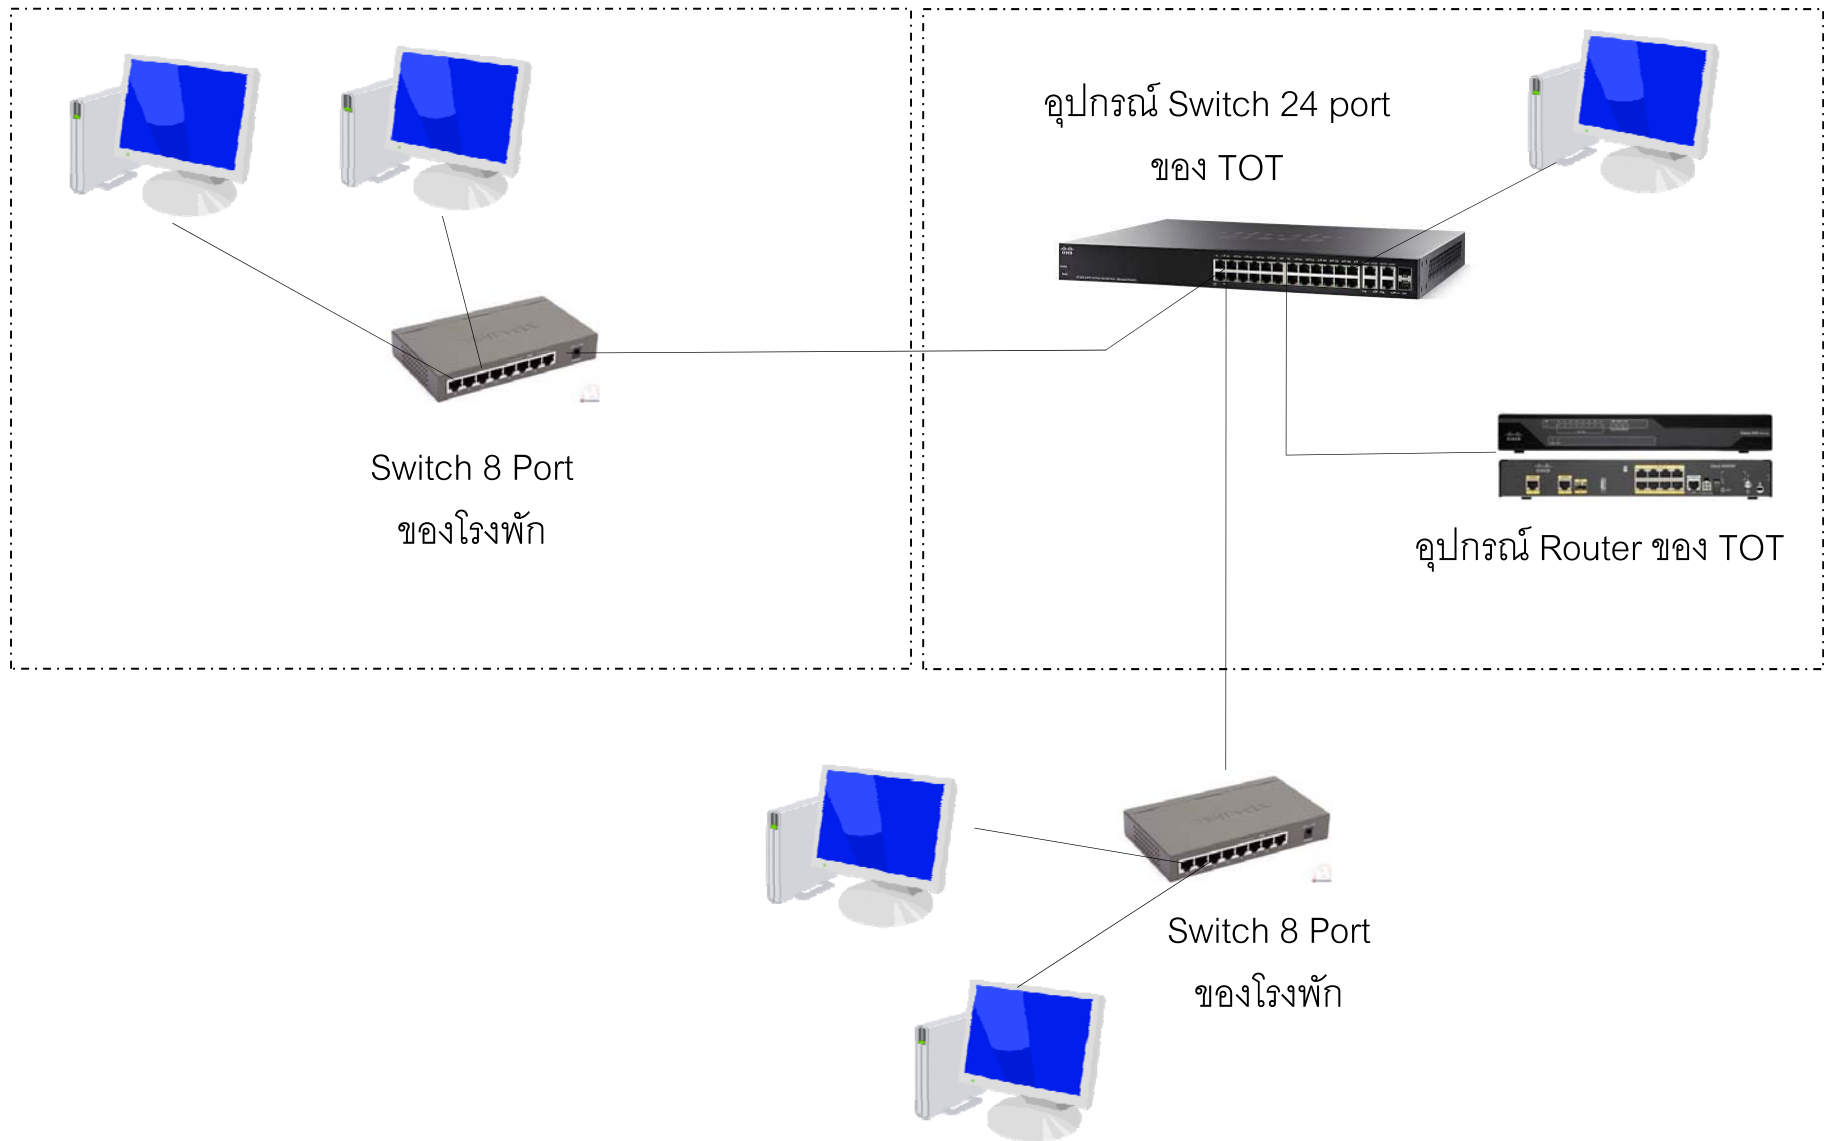 อุปกรณ์ Switch 24 port
ของ TOT
Switch 8 Port
ของโรงพัก
อุปกรณ์ Router ของ TOT
Switch 8 Port
ของโรงพัก